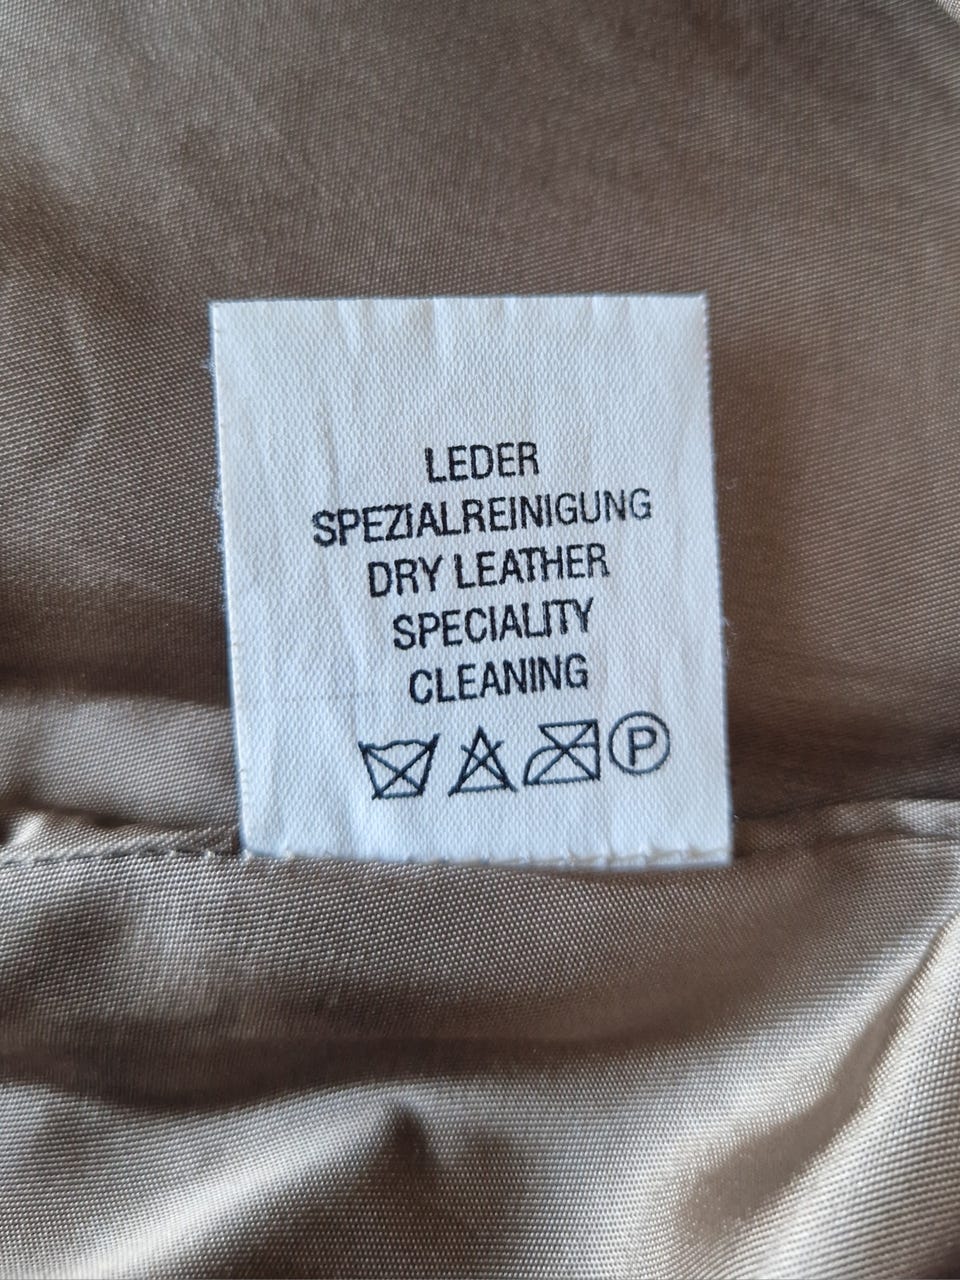 LEDER
SPEZIALREINIGUNG
DRY LEATHER
SPECIALITY
CLEANING
P